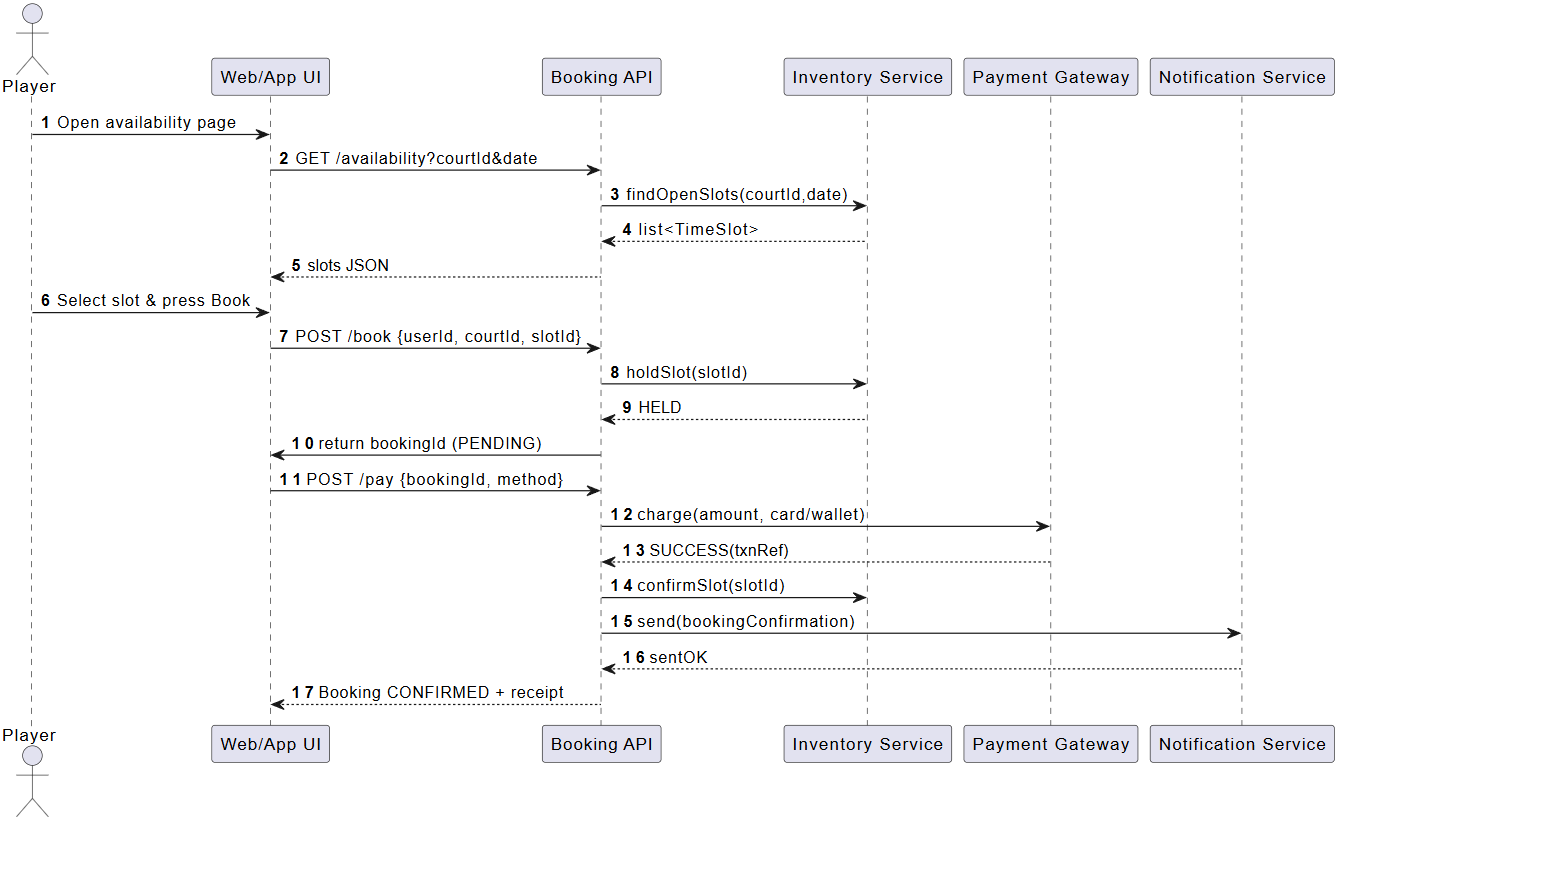 Player
Web/App UI
Booking API
Inventory Service
Payment Gateway
Notification Service
1 Open availability page
2 GET /availability?courtId&date
3 findOpenSlots(courtId,date)
4 list<TimeSlot>
5 slots JSON
6 Select slot & press Book
7 POST /book {userId, courtId, slotId}
8 holdSlot(slotId)
9 HELD
10 return bookingId (PENDING)
11 POST /pay {bookingId, method}
12 charge(amount, card/wallet)
13 SUCCESS(txnRef)
14 confirmSlot(slotId)
15 send(bookingConfirmation)
16 sentOK
17 Booking CONFIRMED + receipt
Player
Web/App UI
Booking API
Inventory Service
Payment Gateway
Notification Service